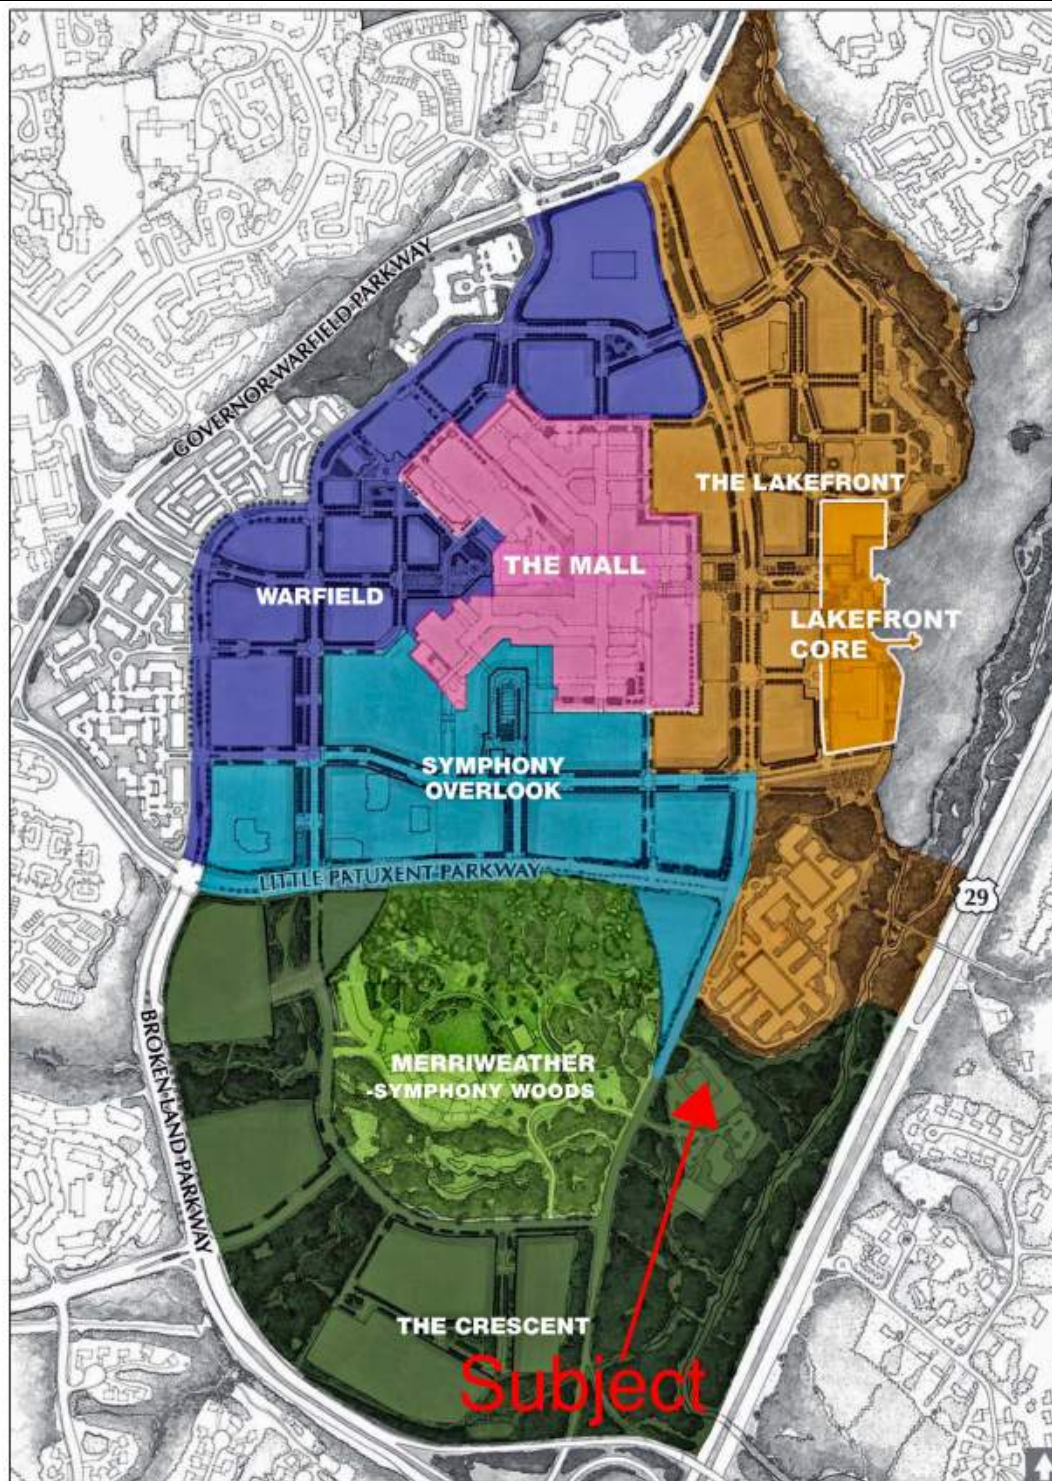 GOVERNOR WARFIELD PARKWAY
THE LAKEFRONT
THE MALL
WARFIELD
LAKEFRONT
CORE
SYMPHONY
OVERLOOK
LITTLE PATUXENT PARKWAY
29
BROKEN LAND PARKWAY
MERRIWEATHER
-SYMPHONY WOODS
THE CRESCENT
Subject